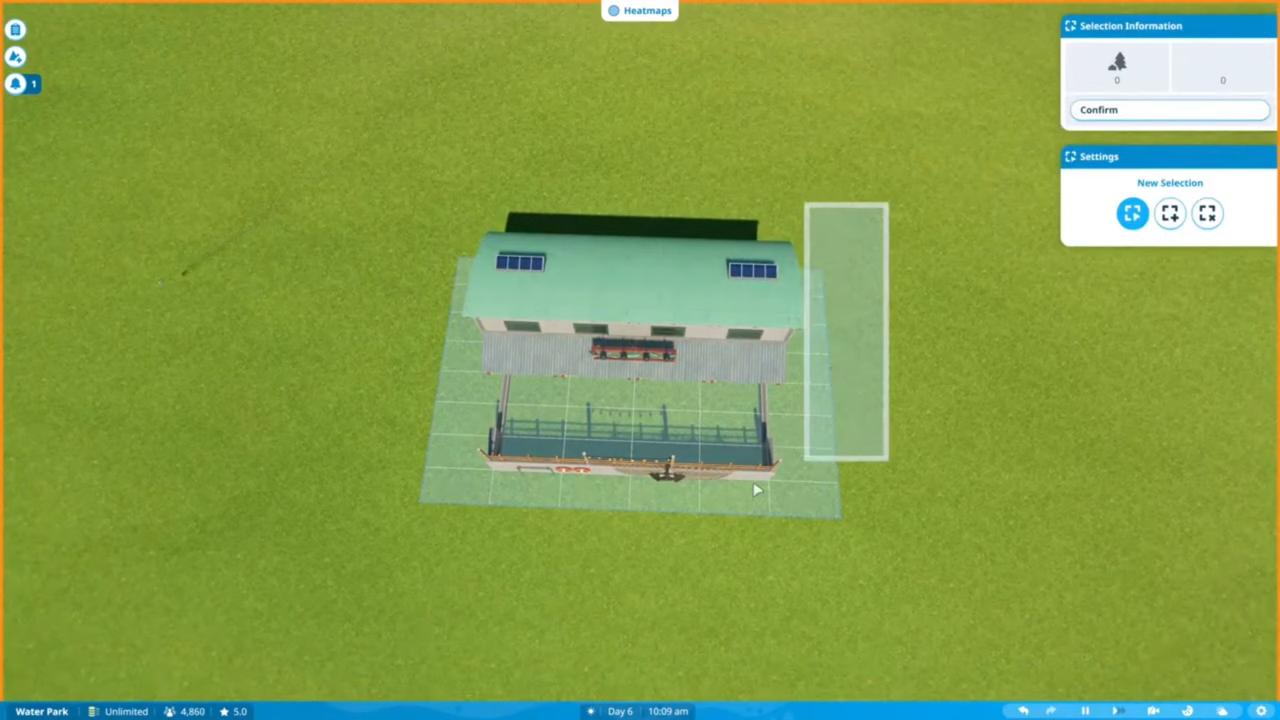 Heatmaps
Selection Information
0
0
Confirm
Settings
New Selection
1
Water Park
Unlimited
4,860
5.0
Day 6
10:09 am